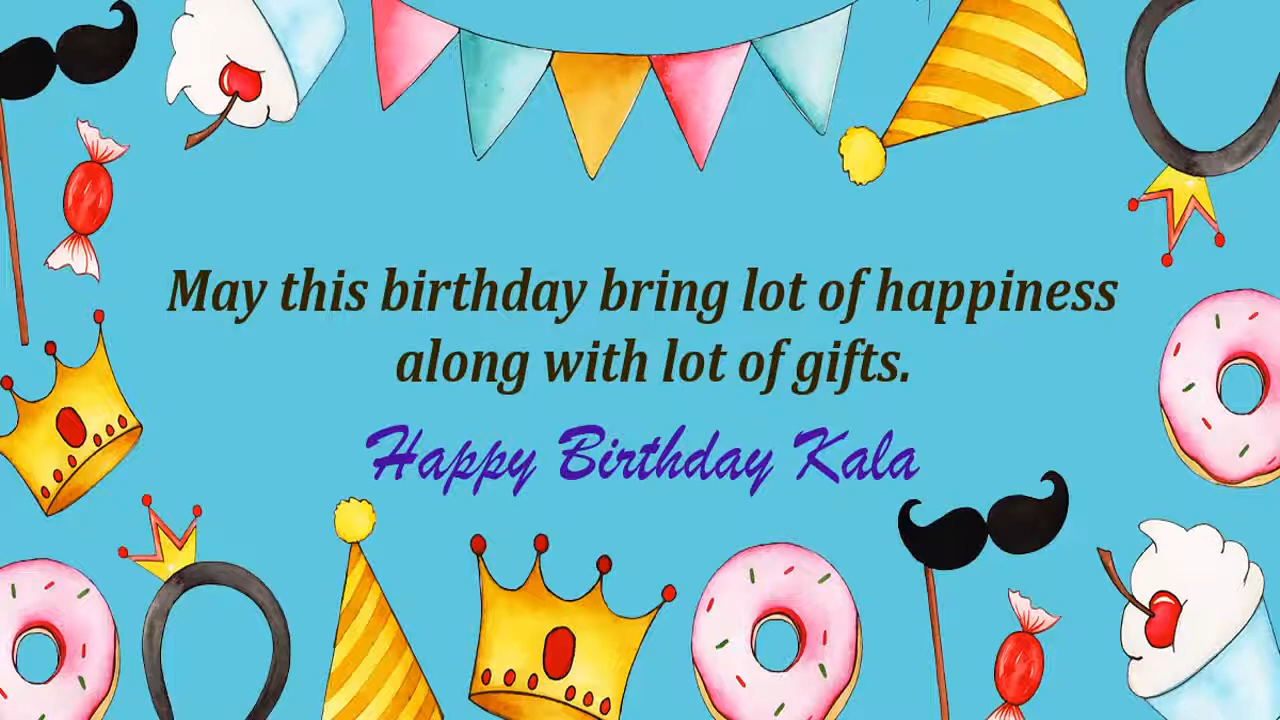 May this birthday bring lot of happiness
along with lot of gifts.
Happy Birthday Kala